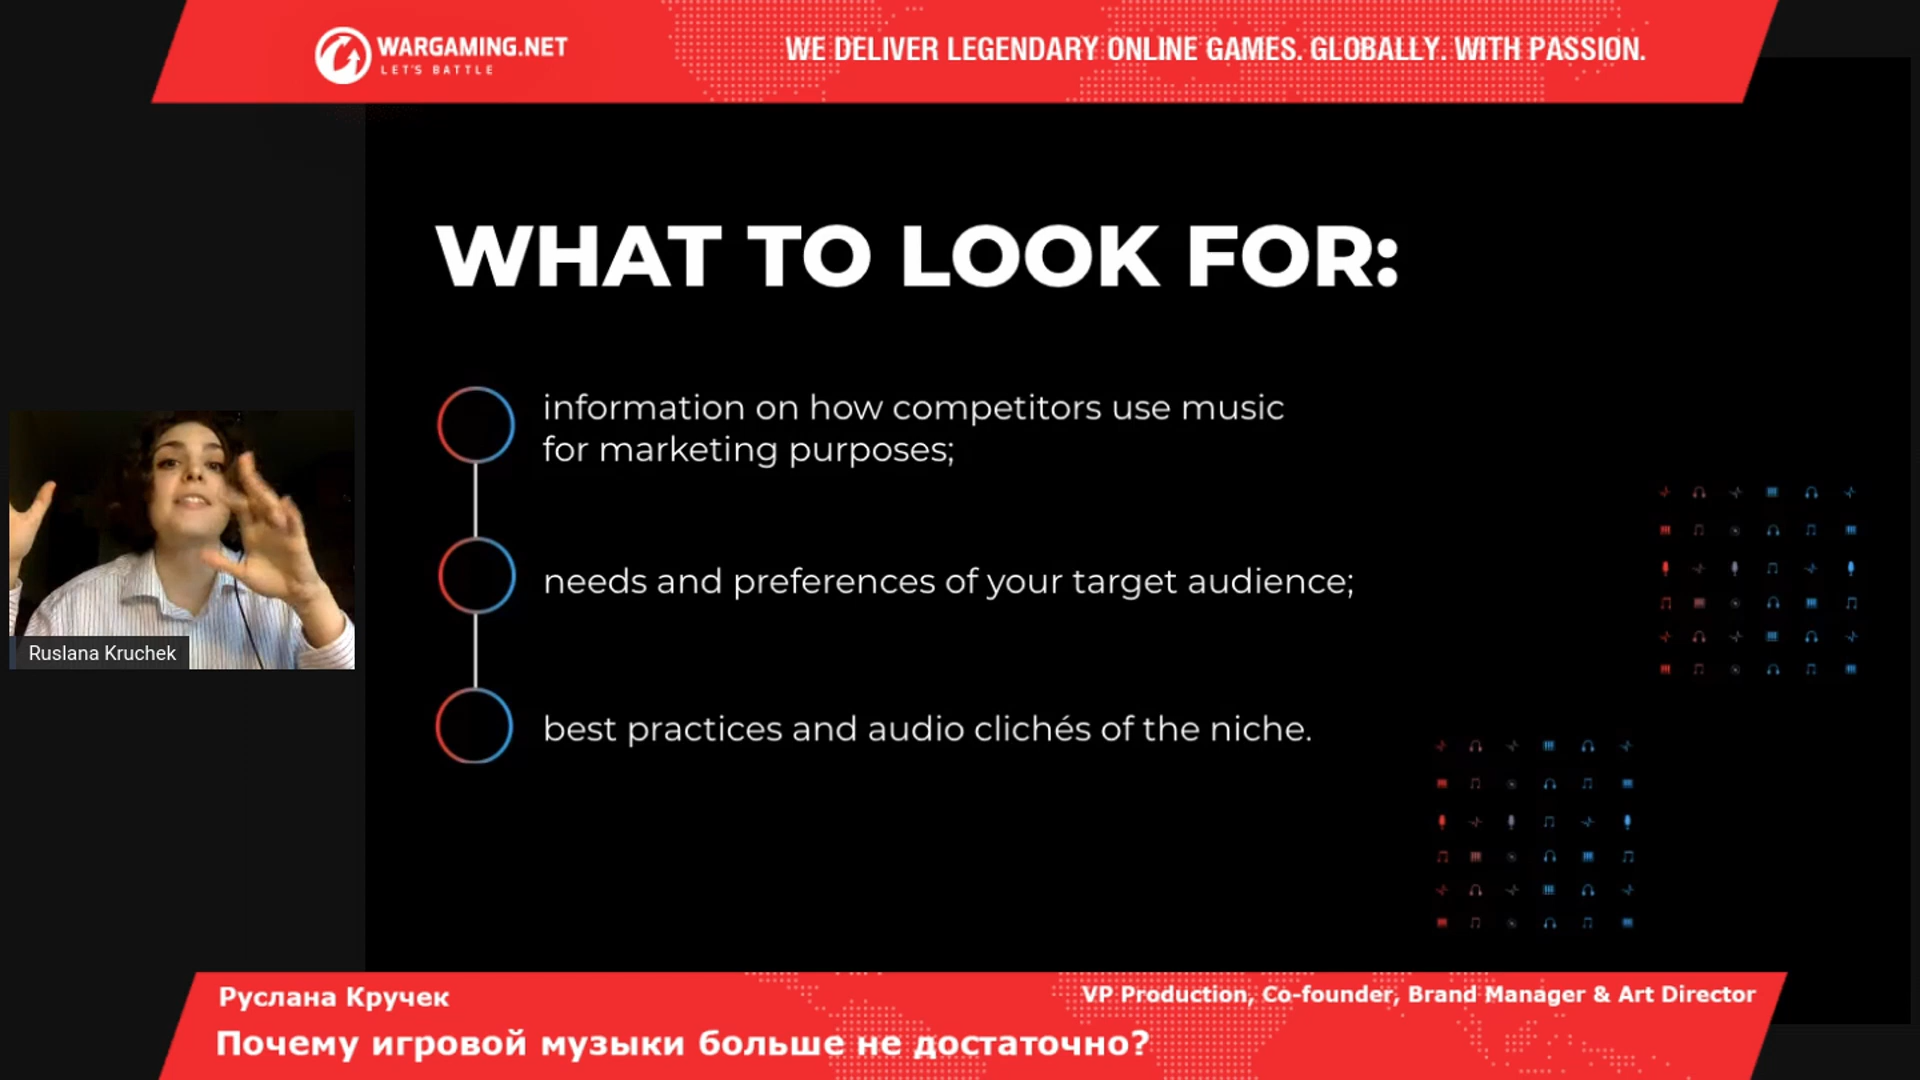 WARGAMING.NET
LET'S BATTLE
WE DELIVER LEGENDARY ONLINE GAMES. GLOBALLY. WITH PASSION.
WHAT TO LOOK FOR:
information on how competitors use music
for marketing purposes;
needs and preferences of your target audience;
best practices and audio clichés of the niche.
Ruslana Kruchek
Руслана Кручек
VP Production, Co-founder, Brand Manager & Art Director
Почему игровой музыки больше не достаточно?